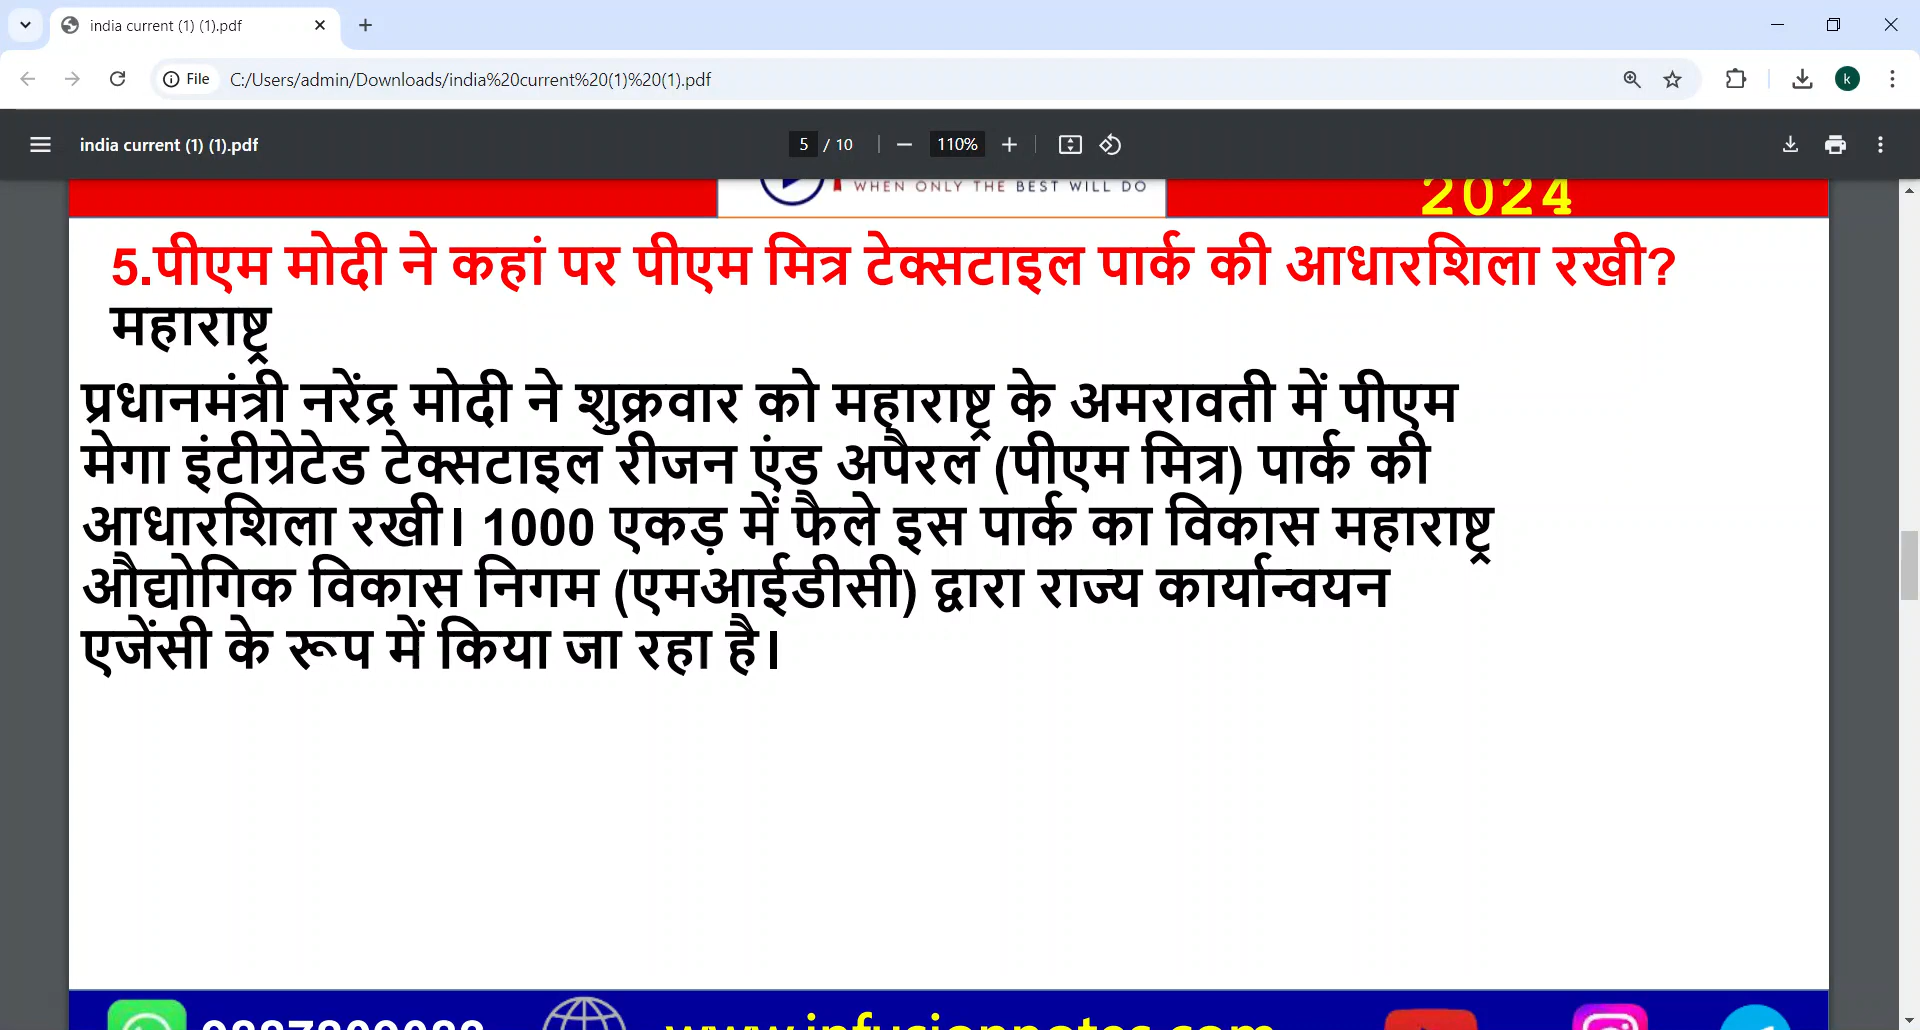 india current (1) (1).pdf
File
C:/Users/admin/Downloads/india%20current%20(1)%20(1).pdf
k
india current (1) (1).pdf
5 / 10
110%
WHEN ONLY THE BEST WILL DO
2024
5.पीएम मोदी ने कहां पर पीएम मित्र टेक्सटाइल पार्क की आधारशिला रखी?
महाराष्ट्र
प्रधानमंत्री नरेंद्र मोदी ने शुक्रवार को महाराष्ट्र के अमरावती में पीएम
मेगा इंटीग्रेटेड टेक्सटाइल रीजन एंड अपैरल (पीएम मित्र) पार्क की
आधारशिला रखी। 1000 एकड़ में फैले इस पार्क का विकास महाराष्ट्र
औद्योगिक विकास निगम (एमआईडीसी) द्वारा राज्य कार्यान्वयन
एजेंसी के रूप में किया जा रहा है।
www.infusionnotes.com